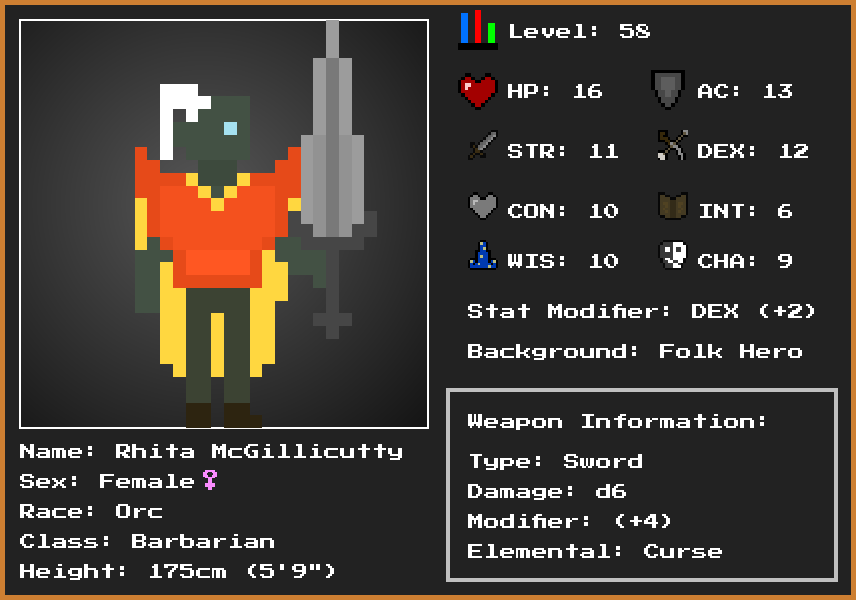 Level: 58
HP: 16 AC: 13
STR: 11 DEX: 12
CON: 10 INT: 6
WIS: 10 CHA: 9
Stat Modifier: DEX (+2)
Background: Folk Hero
Weapon Information:
Type: Sword
Damage: d6
Modifier: (+4)
Elemental: Curse
Name: Rhita McGillicutty
Sex: Female♀
Race: Orc
Class: Barbarian
Height: 175cm (5'9")